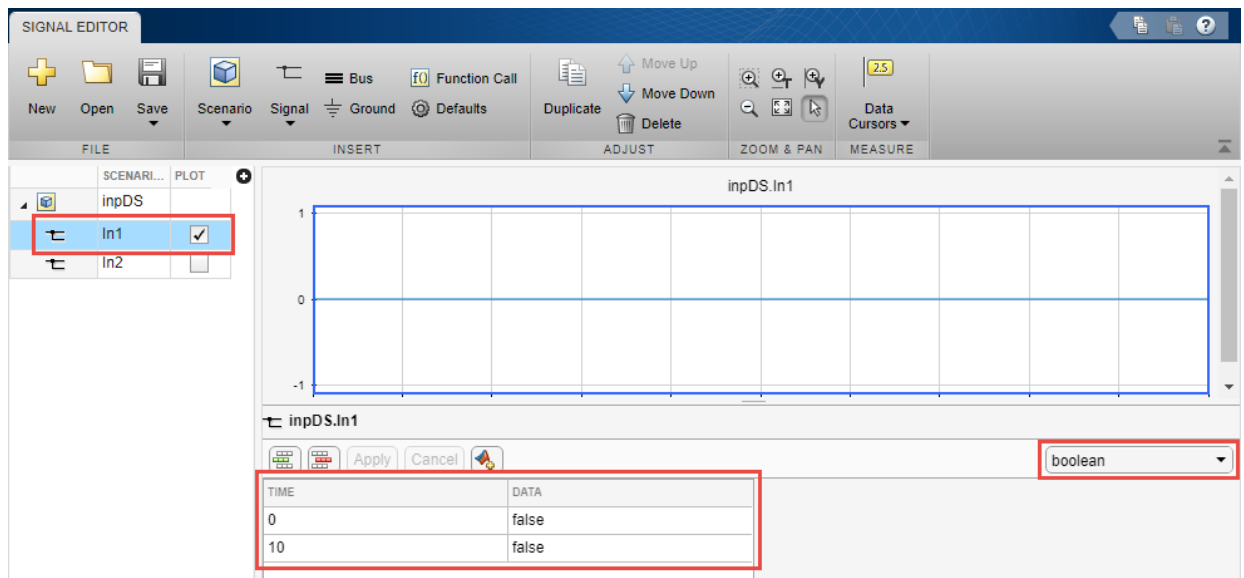 SIGNAL EDITOR
?
New Open Save Scenario Signal Bus Ground f() Function Call Defaults Duplicate Move Up Move Down Delete 2.5 Data Cursors
FILE INSERT ADJUST ZOOM & PAN MEASURE
SCENARI... PLOT
inpDS
In1
In2
inpDS.In1
1
0
-1
inpDS.In1
Apply Cancel boolean
TIME DATA
0 false
10 false